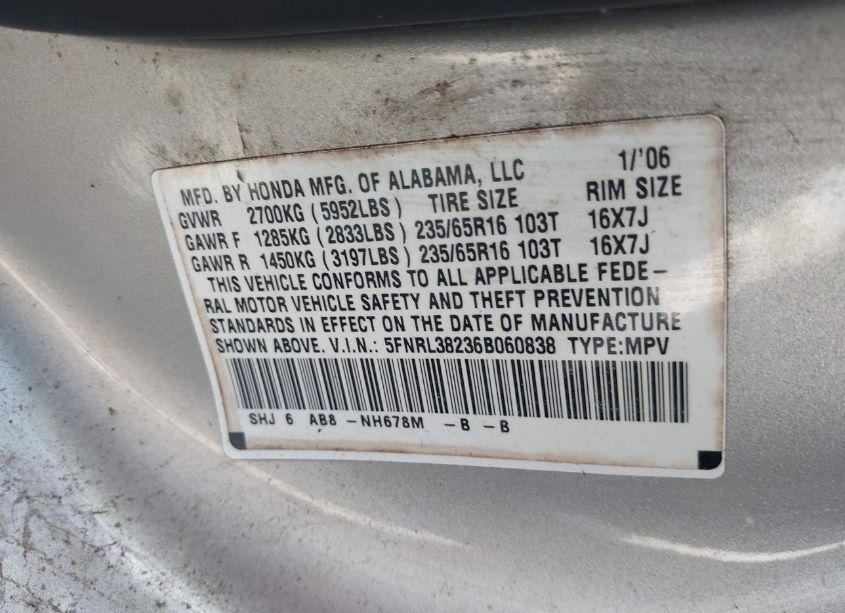 MFD. BY HONDA MFG. OF ALABAMA, LLC 1/'06
GVWR 2700KG (5952LBS) TIRE SIZE RIM SIZE
GAWR F 1285KG (2833LBS) 235/65R16 103T 16X7J
GAWR R 1450KG (3197LBS) 235/65R16 103T 16X7J
THIS VEHICLE CONFORMS TO ALL APPLICABLE FEDE-
RAL MOTOR VEHICLE SAFETY AND THEFT PREVENTION
STANDARDS IN EFFECT ON THE DATE OF MANUFACTURE
SHOWN ABOVE. V.I.N.: 5FNRL38236B060838 TYPE:MPV
SHJ 6 AB8 -NH678M -B -B